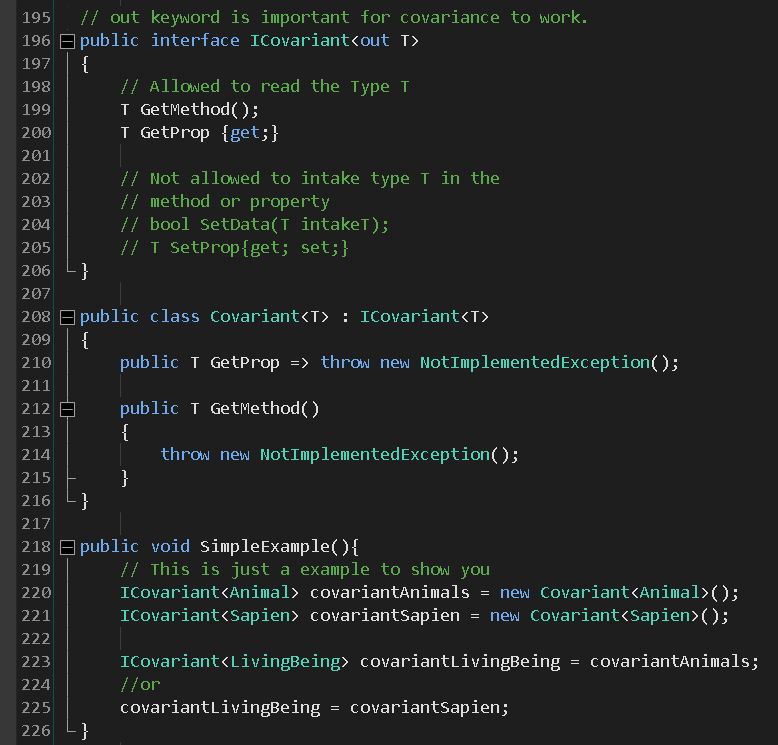 195 // out keyword is important for covariance to work.
196 public interface ICovariant<out T>
197 {
198 // Allowed to read the Type T
199 T GetMethod();
200 T GetProp {get;}
201
202 // Not allowed to intake type T in the
203 // method or property
204 // bool SetData(T intakeT);
205 // T SetProp{get; set;}
206 }
207
208 public class Covariant<T> : ICovariant<T>
209 {
210 public T GetProp => throw new NotImplementedException();
211
212 public T GetMethod()
213 {
214 throw new NotImplementedException();
215 }
216 }
217
218 public void SimpleExample(){
219 // This is just a example to show you
220 ICovariant<Animal> covariantAnimals = new Covariant<Animal>();
221 ICovariant<Sapien> covariantSapien = new Covariant<Sapien>();
222
223 ICovariant<LivingBeing> covariantLivingBeing = covariantAnimals;
224 //or
225 covariantLivingBeing = covariantSapien;
226 }